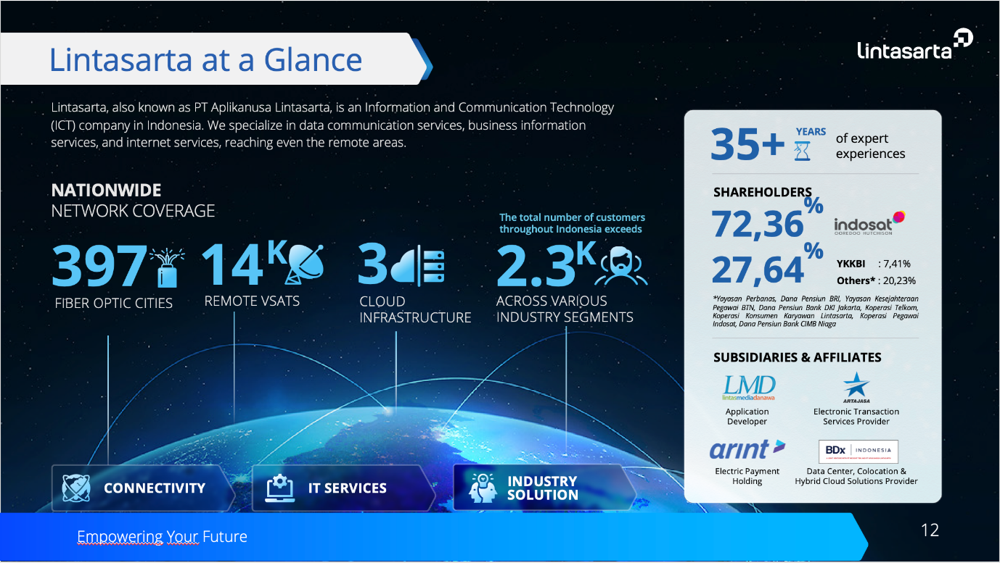 Lintasarta at a Glance
lintasarta
Lintasarta, also known as PT Aplikanusa Lintasarta, is an Information and Communication Technology
(ICT) company in Indonesia. We specialize in data communication services, business information
services, and internet services, reaching even the remote areas.
NATIONWIDE
NETWORK COVERAGE
397
FIBER OPTIC CITIES
14K
REMOTE VSATS
3
CLOUD
INFRASTRUCTURE
The total number of customers
throughout Indonesia exceeds
2.3K
ACROSS VARIOUS
INDUSTRY SEGMENTS
CONNECTIVITY
IT SERVICES
INDUSTRY
SOLUTION
35+ YEARS
of expert
experiences
SHAREHOLDERS
72,36%
indosat
OOREDOO HUTCHISON
27,64%
YKKBI : 7,41%
Others* : 20,23%
*Yayasan Perbanas, Dana Pensiun BRI, Yayasan Kesejahteraan
Pegawai BTN, Dana Pensiun Bank DKI Jakarta, Koperasi Telkom,
Koperasi Konsumen Karyawan Lintasarta, Koperasi Pegawai
Indosat, Dana Pensiun Bank CIMB Niaga
SUBSIDIARIES & AFFILIATES
LMD
lintasmediadanawa
Application
Developer
ARTAJASA
Electronic Transaction
Services Provider
arınt
Electric Payment
Holding
BDx INDONESIA
Data Center, Colocation &
Hybrid Cloud Solutions Provider
Empowering Your Future
12